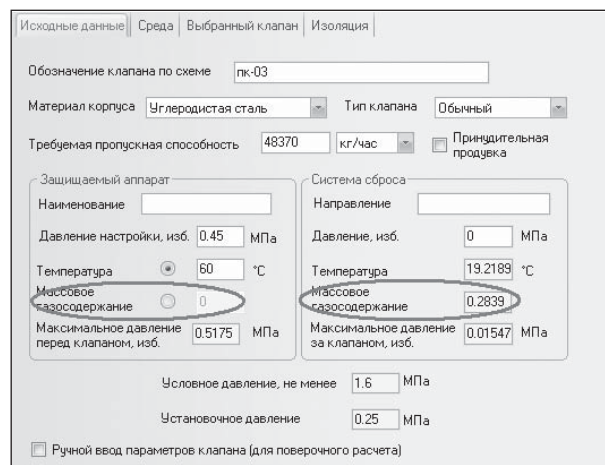 Исходные данные Среда Выбранный клапан Изоляция
Обозначение клапана по схеме пк-03
Материал корпуса Углеродистая сталь Тип клапана Обычный
Требуемая пропускная способность 48370 кг/час Принудительная продувка
Защищаемый аппарат
Наименование
Давление настройки, изб. 0.45 МПа
Температура 60 °C
Массовое
газосодержание 0
Максимальное давление
перед клапаном, изб. 0.5175 МПа
Система сброса
Направление
Давление, изб. 0 МПа
Температура 19.2189 °C
Массовое
газосодержание 0.2839
Максимальное давление
за клапаном, изб. 0.01547 МПа
Условное давление, не менее 1.6 МПа
Установочное давление 0.25 МПа
Ручной ввод параметров клапана (для поверочного расчета)